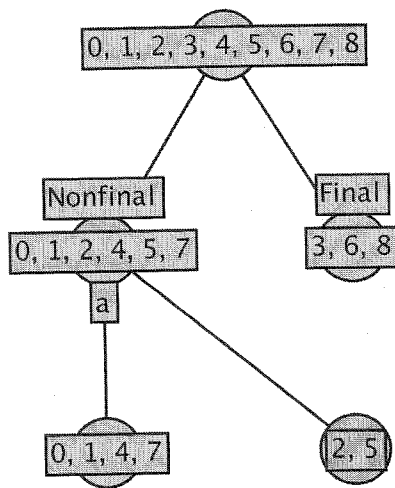 0, 1, 2, 3, 4, 5, 6, 7, 8
Nonfinal
Final
0, 1, 2, 4, 5, 7
3, 6, 8
a
0, 1, 4, 7
2, 5